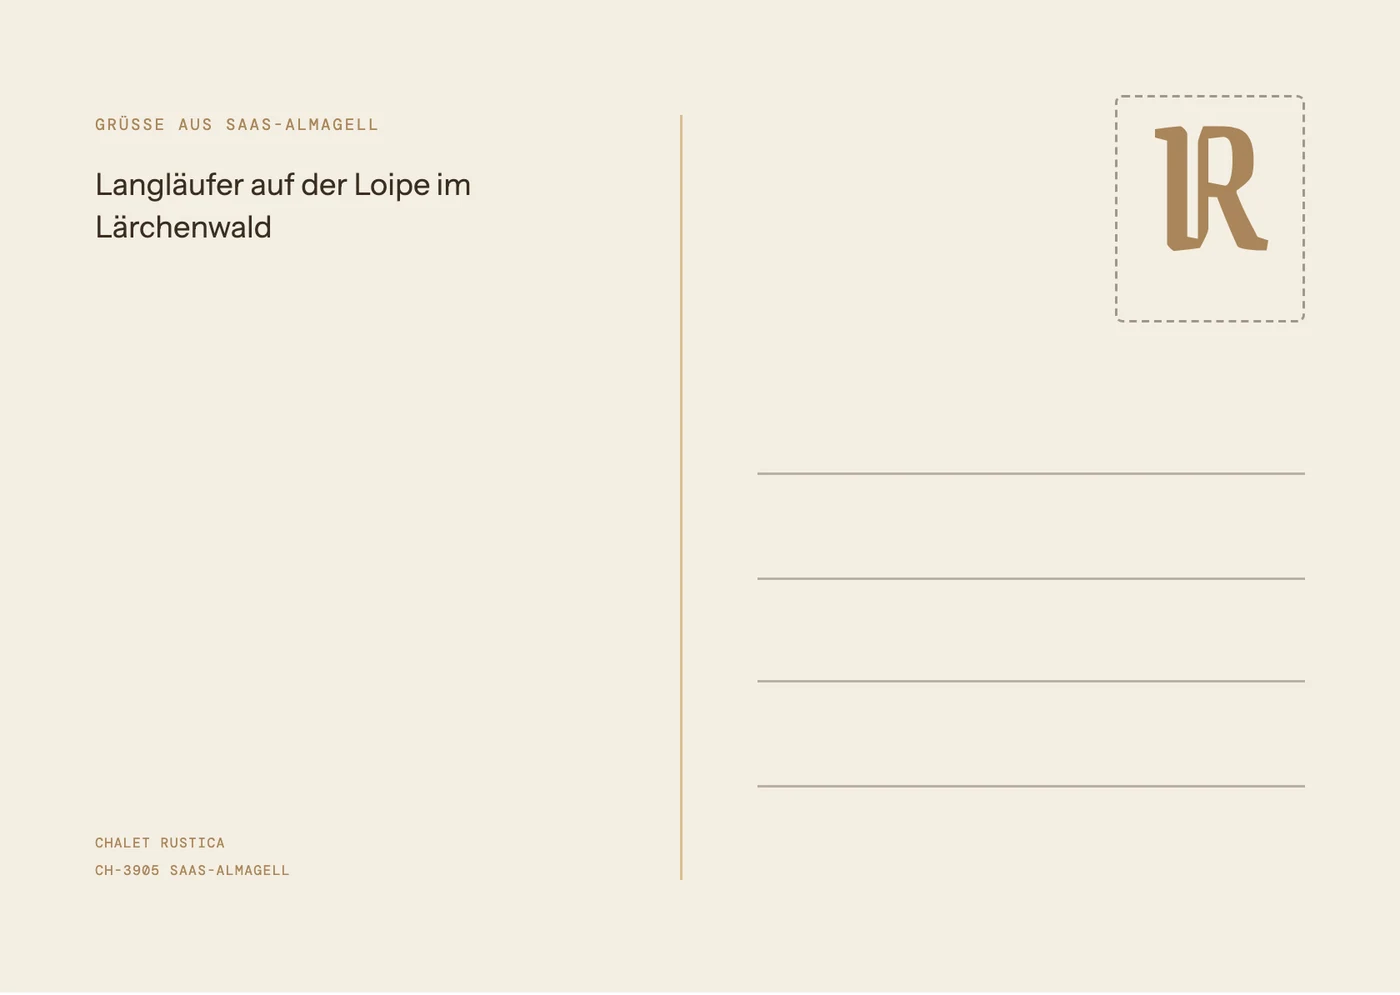 GRÜSSE AUS SAAS-ALMAGELL
Langläufer auf der Loipe im
Lärchenwald
R
CHALET RUSTICA
CH-3905 SAAS-ALMAGELL